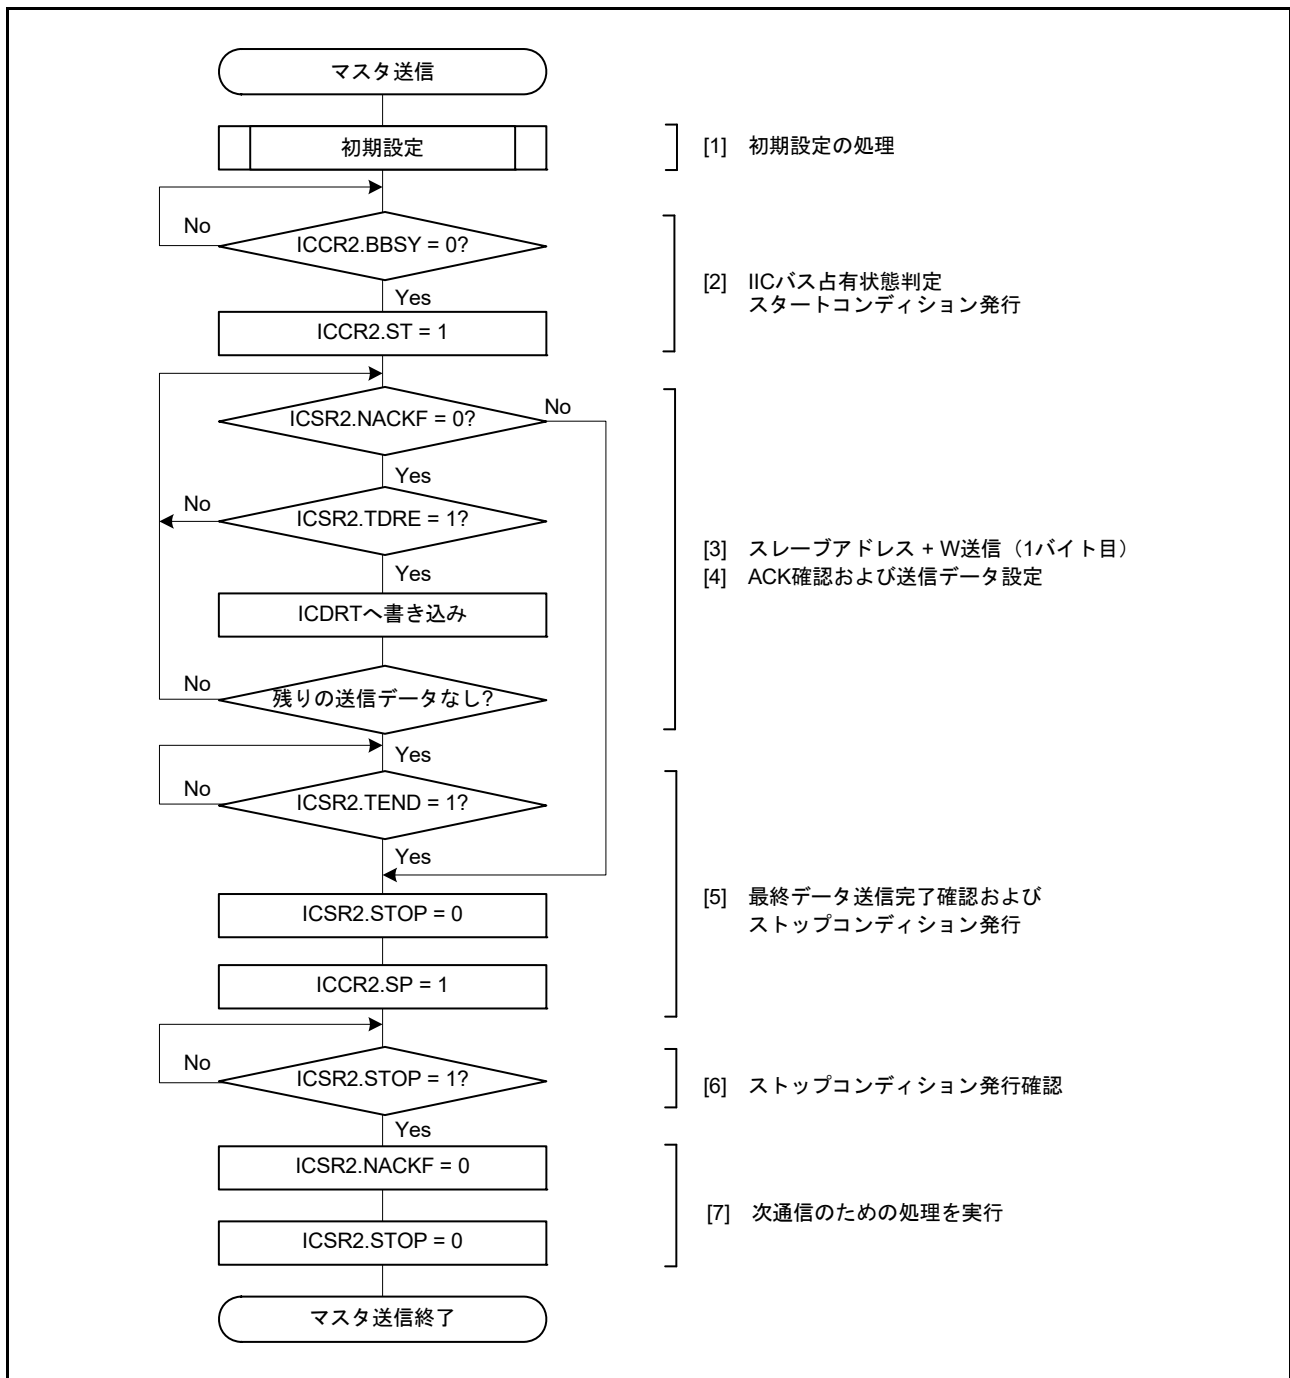 マスタ送信
初期設定
[1] 初期設定の処理
No
ICCR2.BBSY = 0?
Yes
ICCR2.ST = 1
[2] IICバス占有状態判定
スタートコンディション発行
ICSR2.NACKF = 0?
No
Yes
No
ICSR2.TDRE = 1?
Yes
ICDRTへ書き込み
No
残りの送信データなし?
Yes
[3] スレーブアドレス + W送信（1バイト目）
[4] ACK確認および送信データ設定
No
ICSR2.TEND = 1?
Yes
ICSR2.STOP = 0
ICCR2.SP = 1
[5] 最終データ送信完了確認および
ストップコンディション発行
No
ICSR2.STOP = 1?
Yes
[6] ストップコンディション発行確認
ICSR2.NACKF = 0
ICSR2.STOP = 0
[7] 次通信のための処理を実行
マスタ送信終了